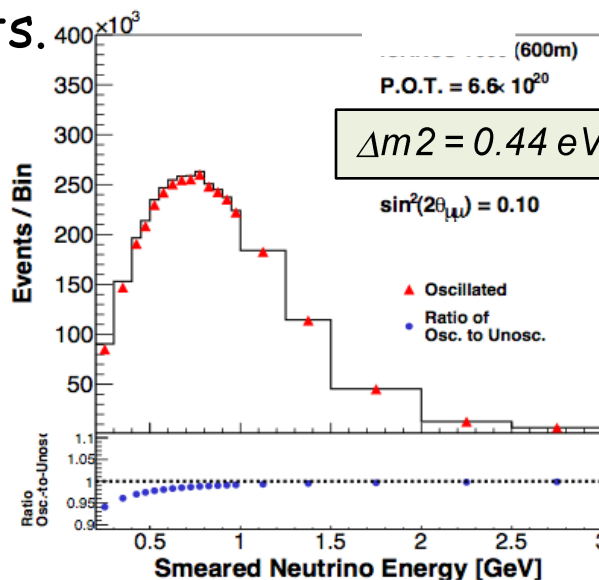 rs.
400 ×10³
350
300
250
200
150
100
50
Events / Bin
(600m)
P.O.T. = 6.6× 10²⁰
Δm2 = 0.44 eV
sin²(2θμμ) = 0.10
Oscillated
Ratio of
Osc. to Unosc.
1.1
1.05
1
0.95
0.9
Ratio
Osc.-to-Unosc
0.5 1 1.5 2 2.5 3
Smeared Neutrino Energy [GeV]